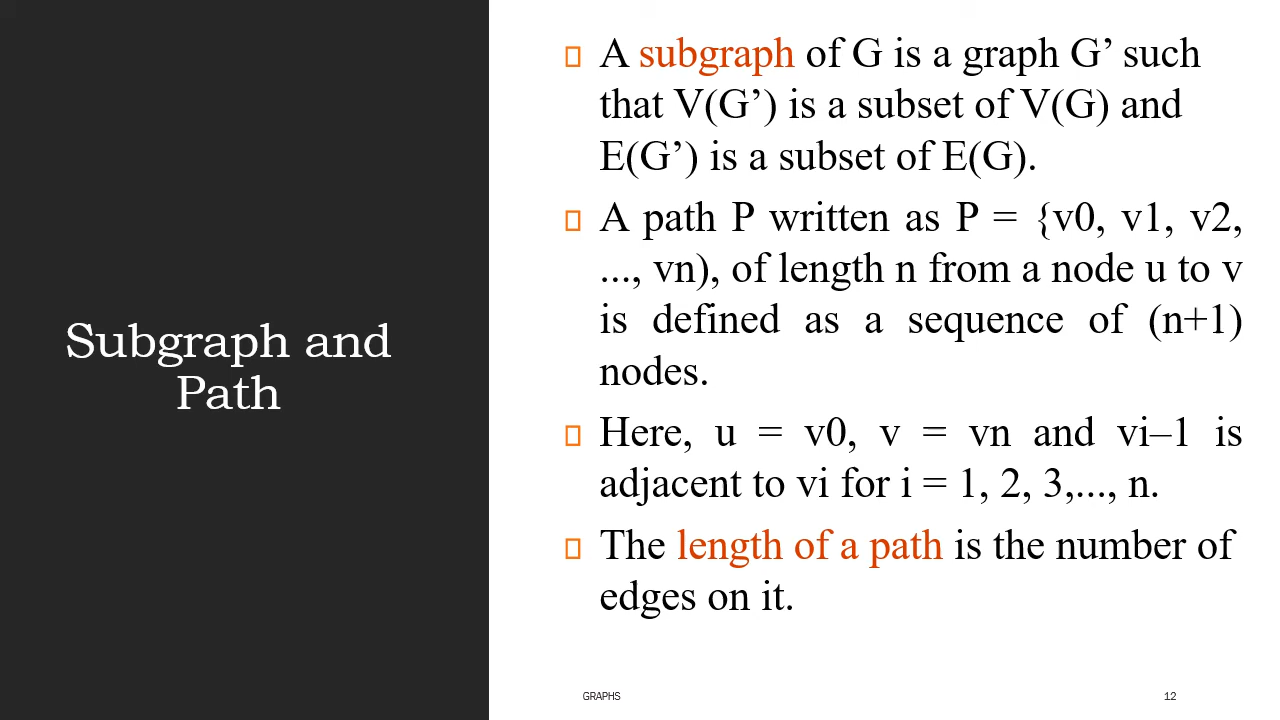 Subgraph and
Path
A subgraph of G is a graph G’ such
that V(G’) is a subset of V(G) and
E(G’) is a subset of E(G).
A path P written as P = {v0, v1, v2,
..., vn), of length n from a node u to v
is defined as a sequence of (n+1)
nodes.
Here, u = v0, v = vn and vi–1 is
adjacent to vi for i = 1, 2, 3,..., n.
The length of a path is the number of
edges on it.
GRAPHS
12